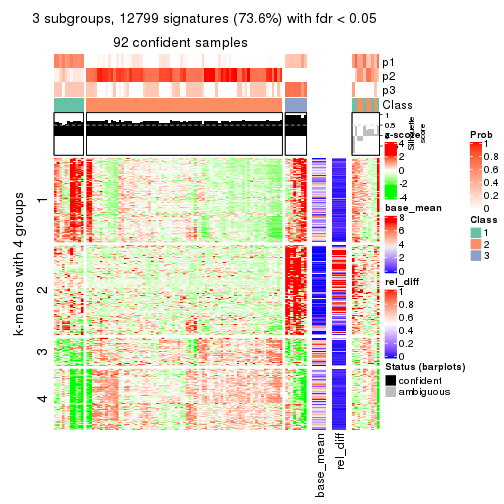 3 subgroups, 12799 signatures (73.6%) with fdr < 0.05
92 confident samples
p1
p2
p3
Class
1
0.5
0
Silhouette
score
z-score
4
2
0
-2
-4
base_mean
8
6
4
2
0
rel_diff
1
0.8
0.6
0.4
0.2
0
Status (barplots)
confident
ambiguous
Prob
1
0.8
0.6
0.4
0.2
0
Class
1
2
3
k-means with 4 groups
1
2
3
4
base_mean
rel_diff